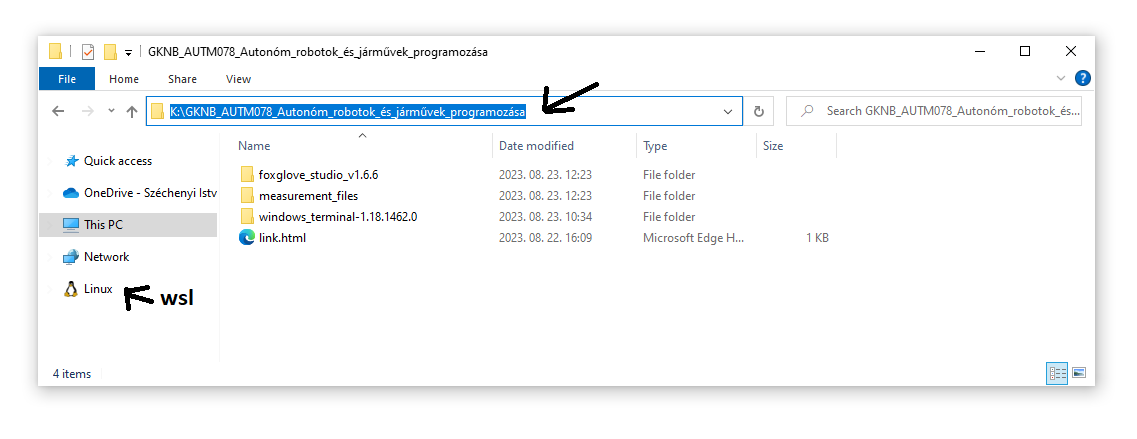 GKNB_AUTM078_Autonóm_robotok_és_járművek_programozása
File Home Share View
K:\GKNB_AUTM078_Autonóm_robotok_és_járművek_programozása
Search GKNB_AUTM078_Autonóm_robotok_és...
Name Date modified Type Size
Quick access
OneDrive - Széchenyi Istv
This PC
Network
Linux
wsl
foxglove_studio_v1.6.6 2023. 08. 23. 12:23 File folder
measurement_files 2023. 08. 23. 12:23 File folder
windows_terminal-1.18.1462.0 2023. 08. 23. 10:34 File folder
link.html 2023. 08. 22. 16:09 Microsoft Edge H... 1 KB
4 items